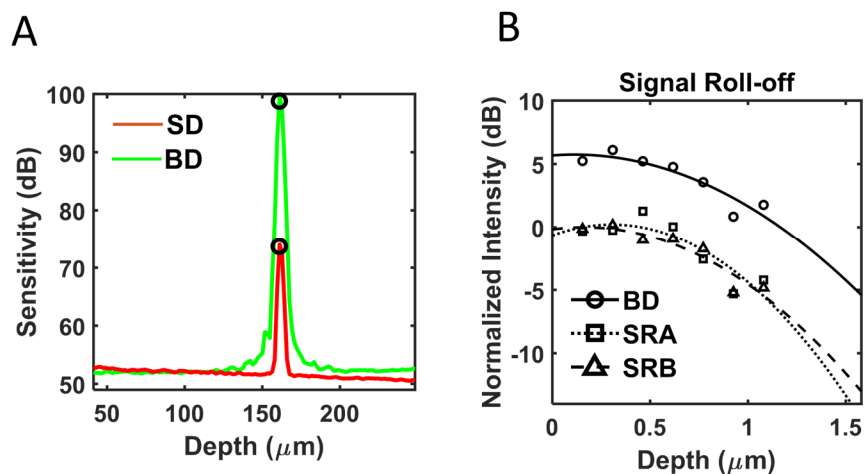 A
Sensitivity (dB)
100
90
80
70
60
50
SD
BD
50
100
150
200
Depth (μm)
B
Signal Roll-off
Normalized Intensity (dB)
10
5
0
-5
-10
BD
SRA
SRB
0
0.5
1
1.5
Depth (μm)